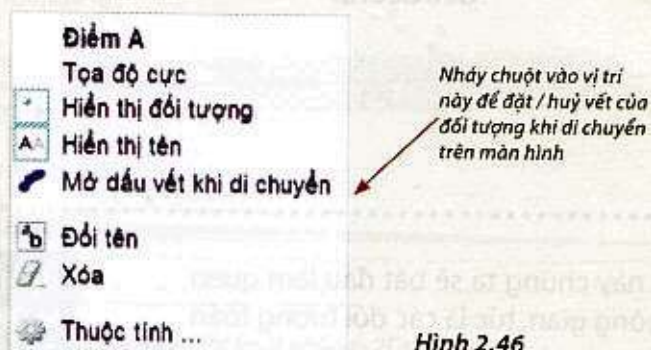 Điểm A
Tọa độ cực
Hiển thị đối tượng
AA Hiển thị tên
Mở dấu vết khi di chuyển
ab Đổi tên
Xóa
Thuộc tính ...
Nháy chuột vào vị trí
này để đặt / huỷ vết của
đối tượng khi di chuyển
trên màn hình
Hình 2.46